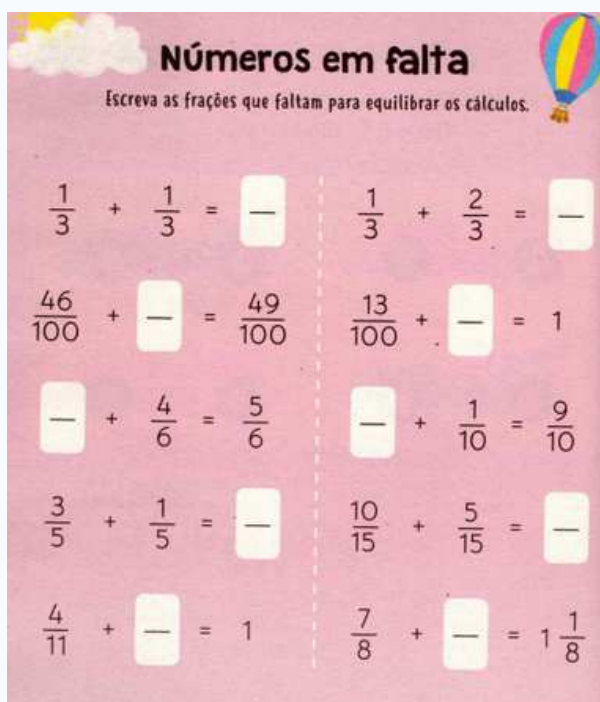 Números em falta
Escreva as frações que faltam para equilibrar os cálculos.
1/3 + 1/3 = —
1/3 + 2/3 = —
46/100 + — = 49/100
13/100 + — = 1
— + 4/6 = 5/6
— + 1/10 = 9/10
3/5 + 1/5 = —
10/15 + 5/15 = —
4/11 + — = 1
7/8 + — = 1 1/8